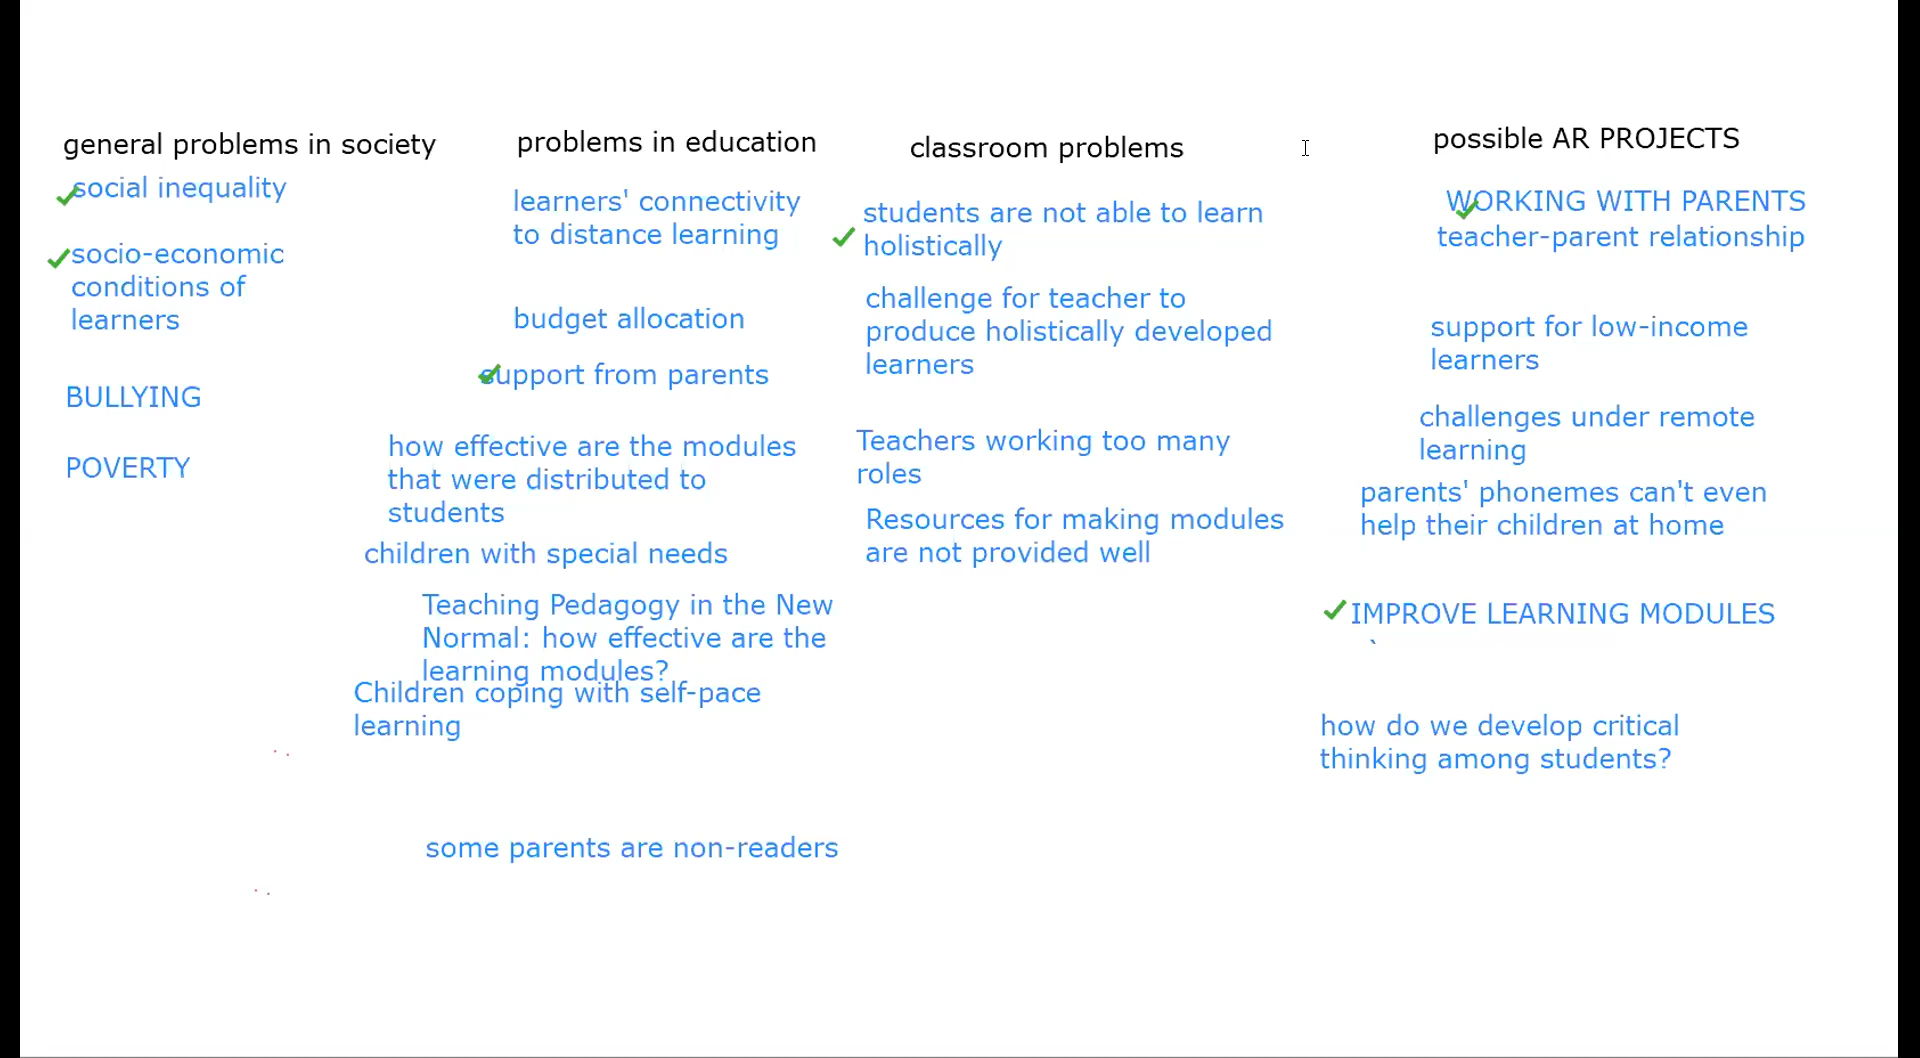 general problems in society
social inequality
socio-economic
conditions of
learners
BULLYING
POVERTY
problems in education
learners' connectivity
to distance learning
budget allocation
support from parents
how effective are the modules
that were distributed to
students
children with special needs
Teaching Pedagogy in the New
Normal: how effective are the
learning modules?
Children coping with self-pace
learning
some parents are non-readers
classroom problems
students are not able to learn
holistically
challenge for teacher to
produce holistically developed
learners
Teachers working too many
roles
Resources for making modules
are not provided well
possible AR PROJECTS
WORKING WITH PARENTS
teacher-parent relationship
support for low-income
learners
challenges under remote
learning
parents' phonemes can't even
help their children at home
IMPROVE LEARNING MODULES
`
how do we develop critical
thinking among students?